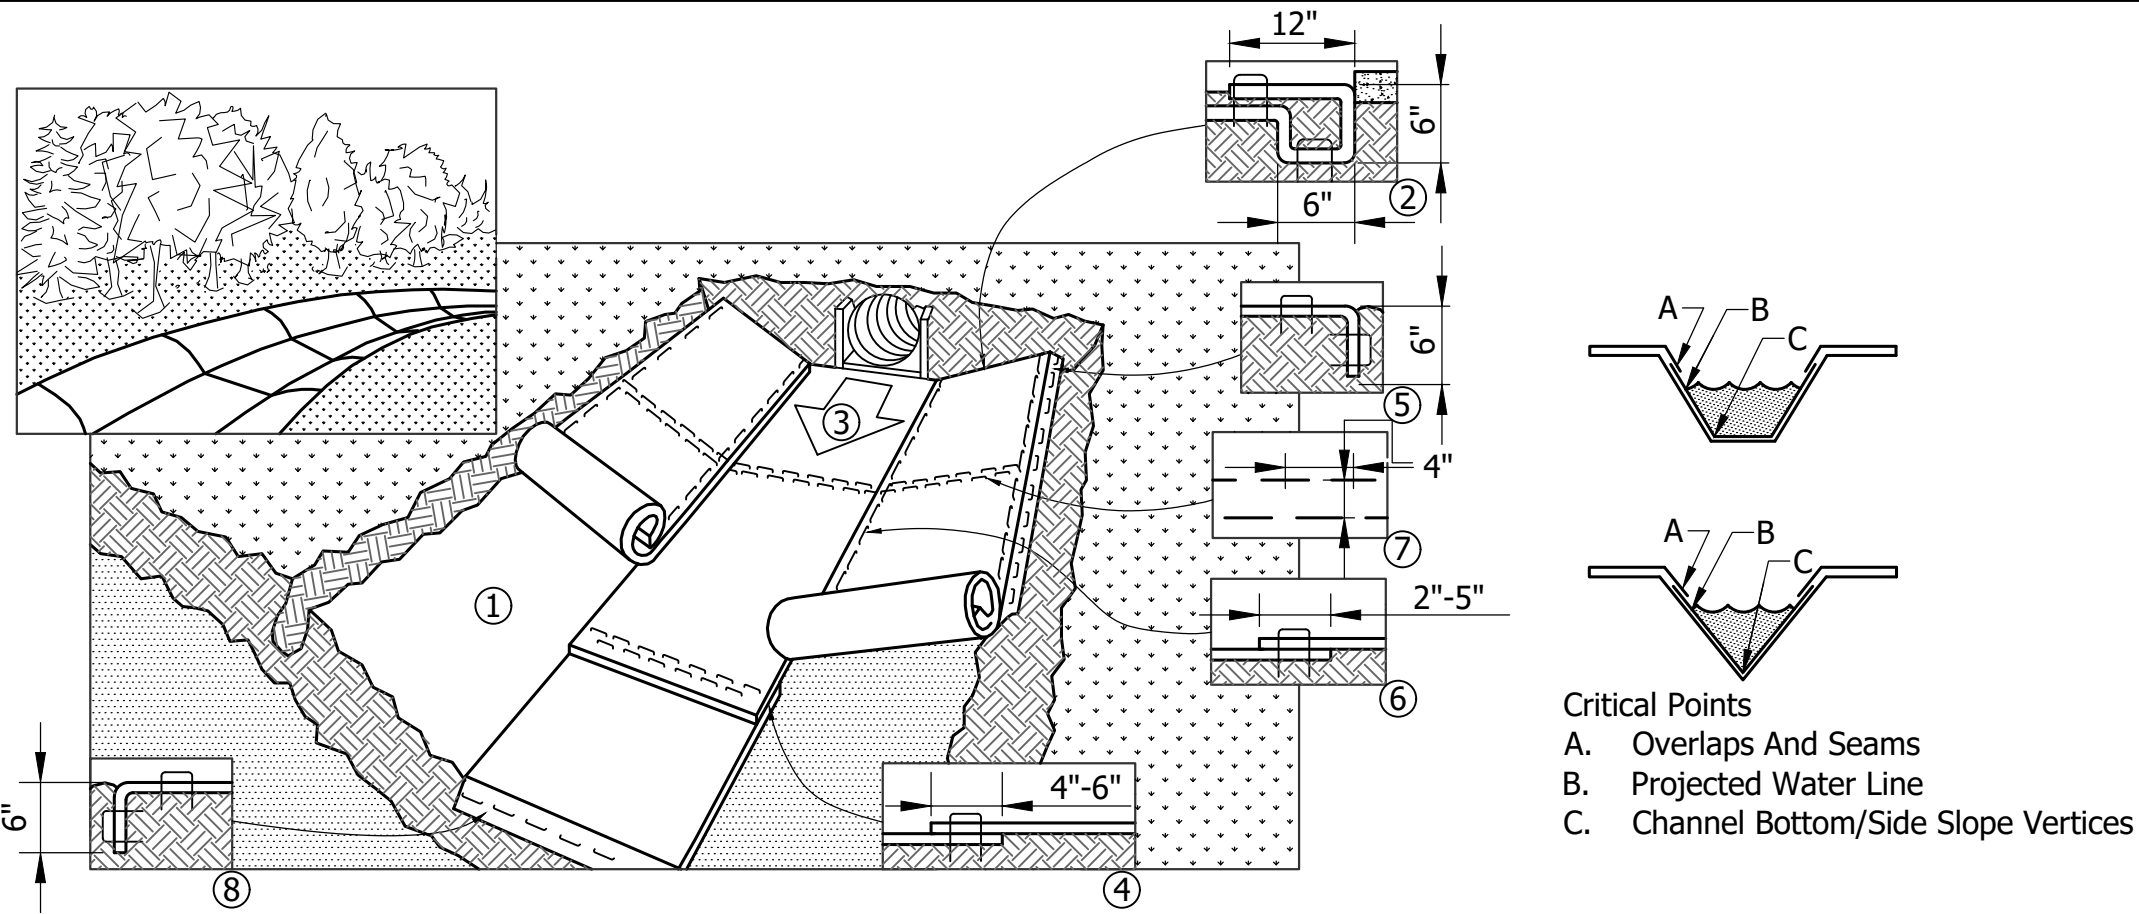 12"
6"
6"
2
6"
5
4"
7
2"-5"
6
3
1
4"-6"
4
6"
8
A
B
C
A
B
C
Critical Points
A. Overlaps And Seams
B. Projected Water Line
C. Channel Bottom/Side Slope Vertices